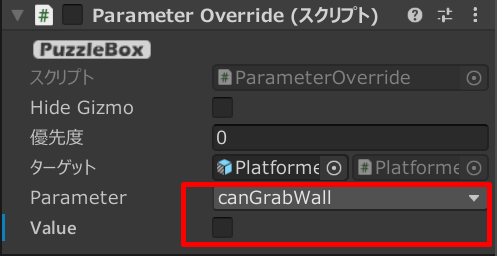 Parameter Override (スクリプト)
PuzzleBox
スクリプト # ParameterOverride
Hide Gizmo
優先度 0
ターゲット Platforme # Platforme
Parameter canGrabWall
Value